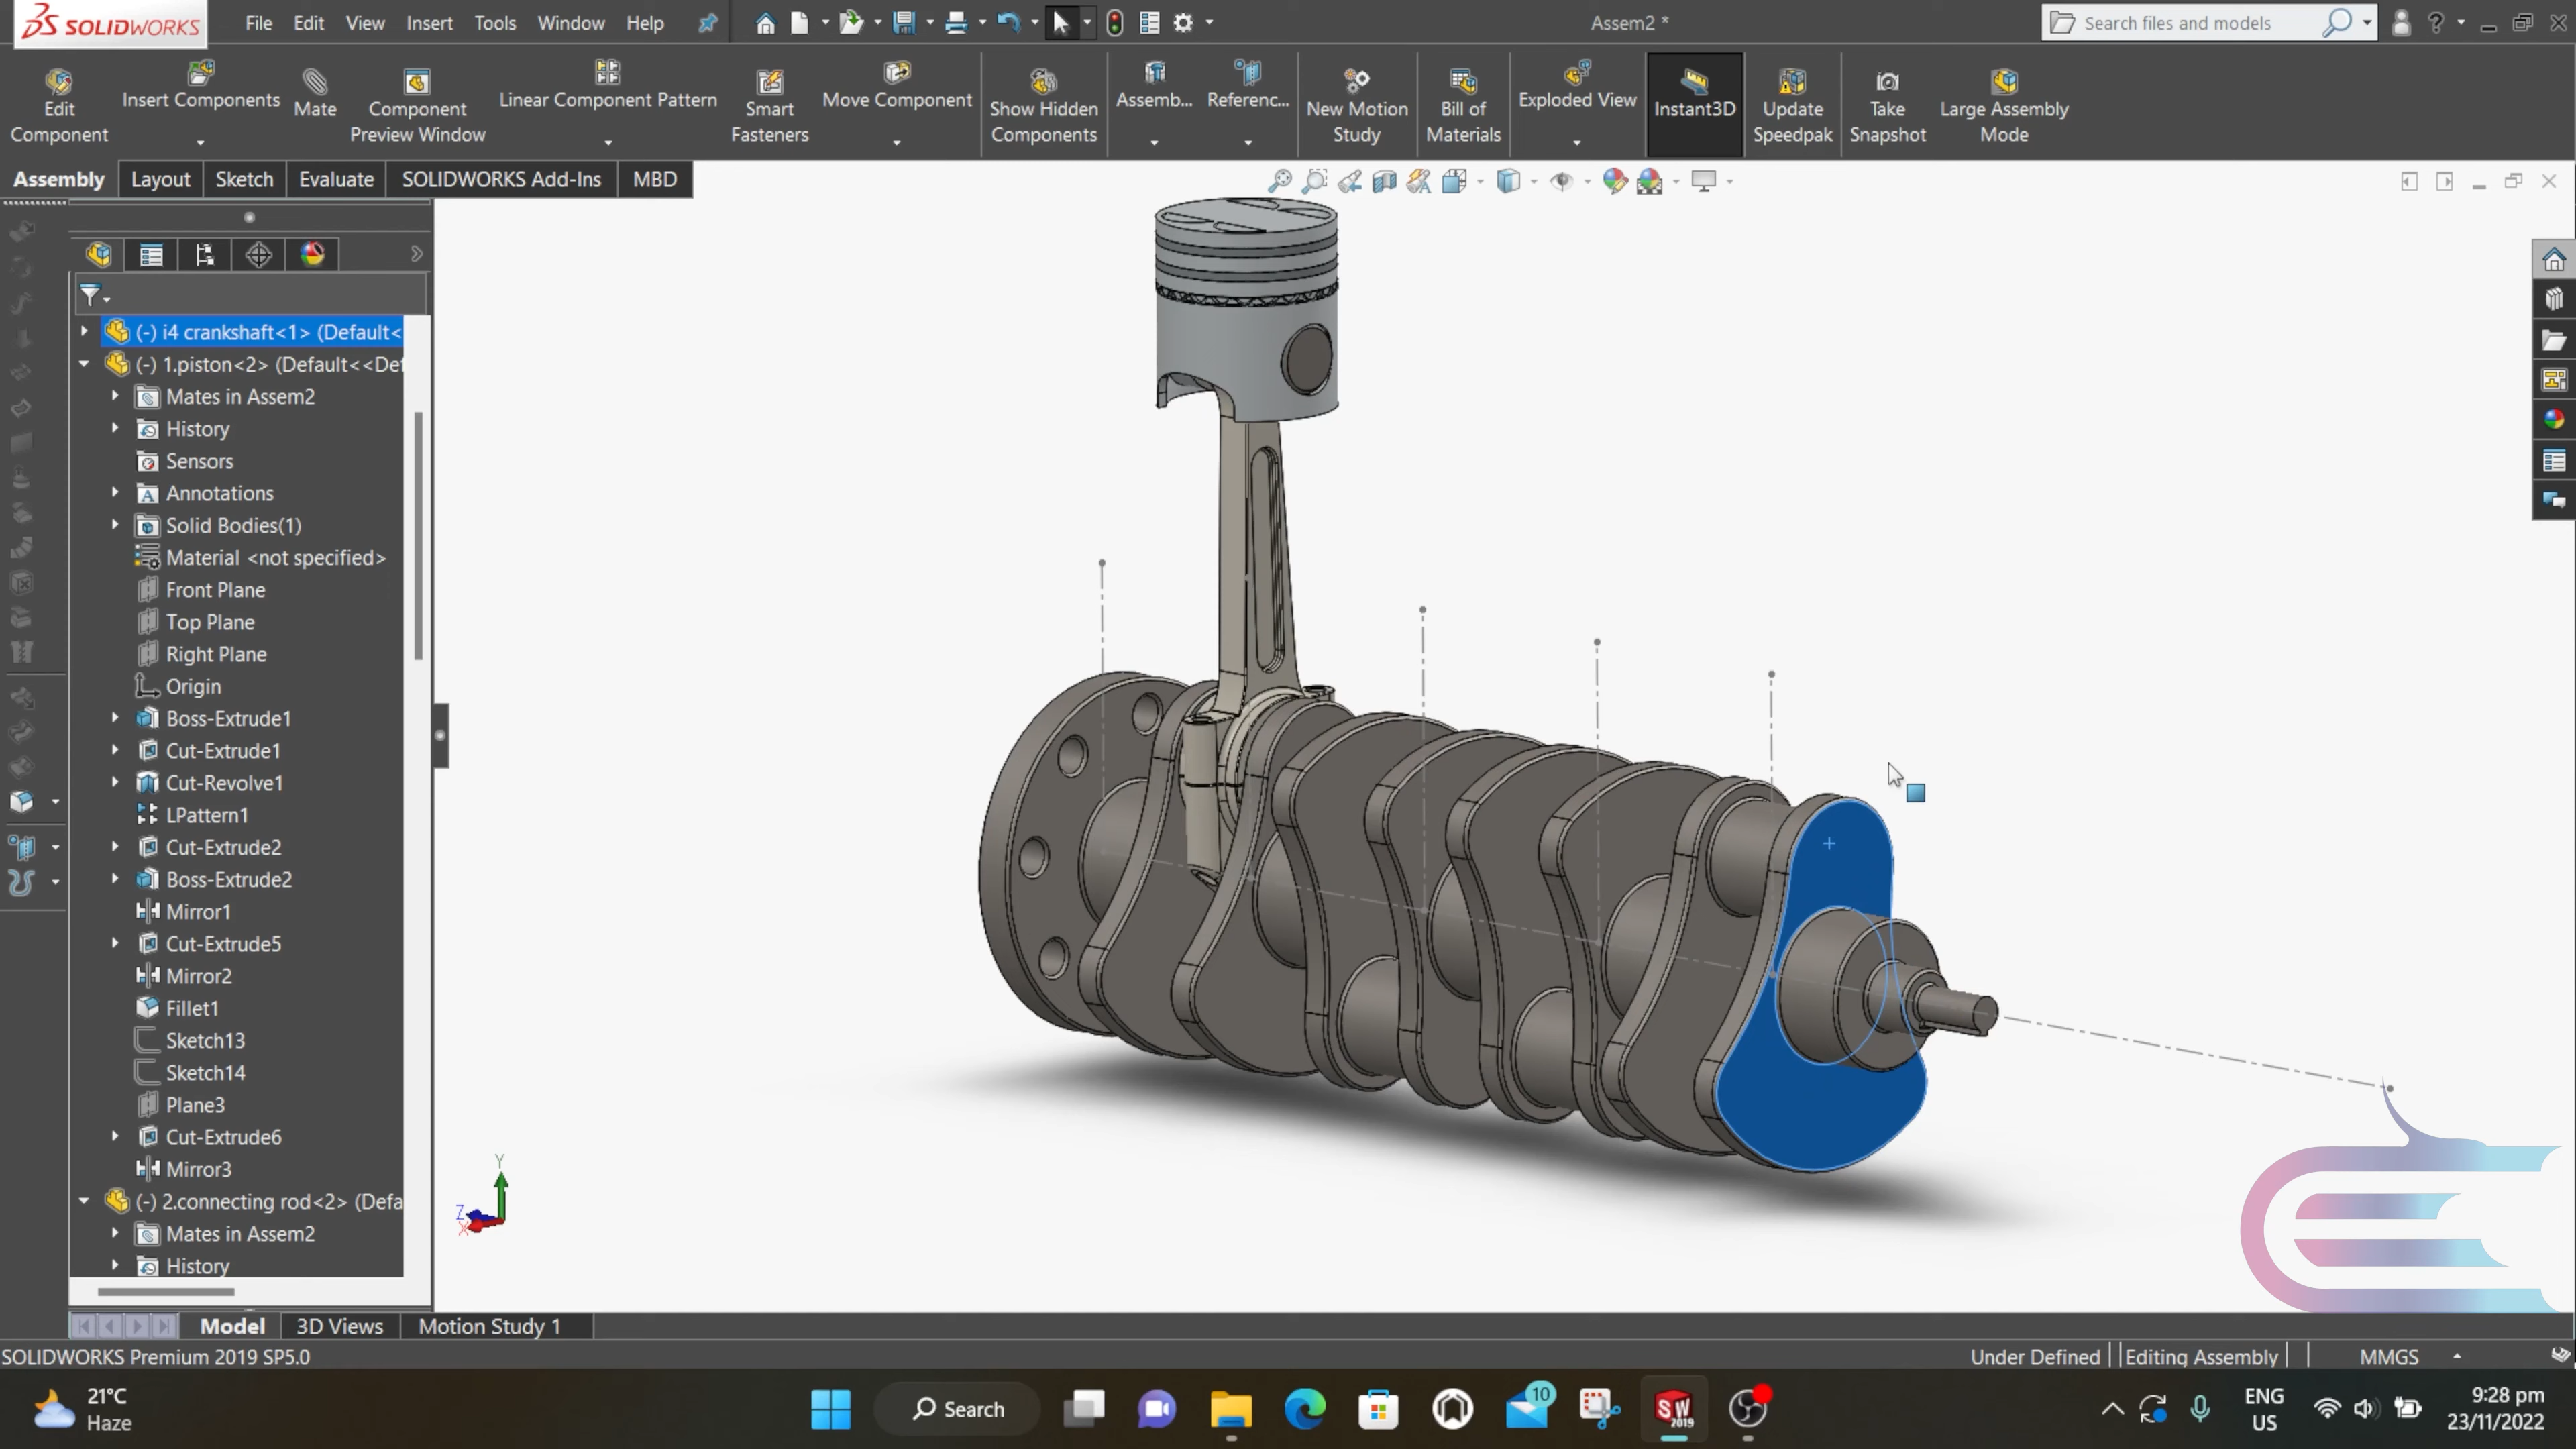 SOLIDWORKS
File Edit View Insert Tools Window Help
Assem2 *
Search files and models
Edit Component
Insert Components
Mate
Component Preview Window
Linear Component Pattern
Smart Fasteners
Move Component
Show Hidden Components
Assemb...
Referenc...
New Motion Study
Bill of Materials
Exploded View
Instant3D
Update Speedpak
Take Snapshot
Large Assembly Mode
Assembly Layout Sketch Evaluate SOLIDWORKS Add-Ins MBD
(-) i4 crankshaft<1> (Default<
(-) 1.piston<2> (Default<<Def
Mates in Assem2
History
Sensors
Annotations
Solid Bodies(1)
Material <not specified>
Front Plane
Top Plane
Right Plane
Origin
Boss-Extrude1
Cut-Extrude1
Cut-Revolve1
LPattern1
Cut-Extrude2
Boss-Extrude2
Mirror1
Cut-Extrude5
Mirror2
Fillet1
Sketch13
Sketch14
Plane3
Cut-Extrude6
Mirror3
(-) 2.connecting rod<2> (Defa
Mates in Assem2
History
Y
Z
X
Model 3D Views Motion Study 1
SOLIDWORKS Premium 2019 SP5.0
Under Defined Editing Assembly MMGS
21°C
Haze
Search
10
SW
2019
ENG
US
9:28 pm
23/11/2022